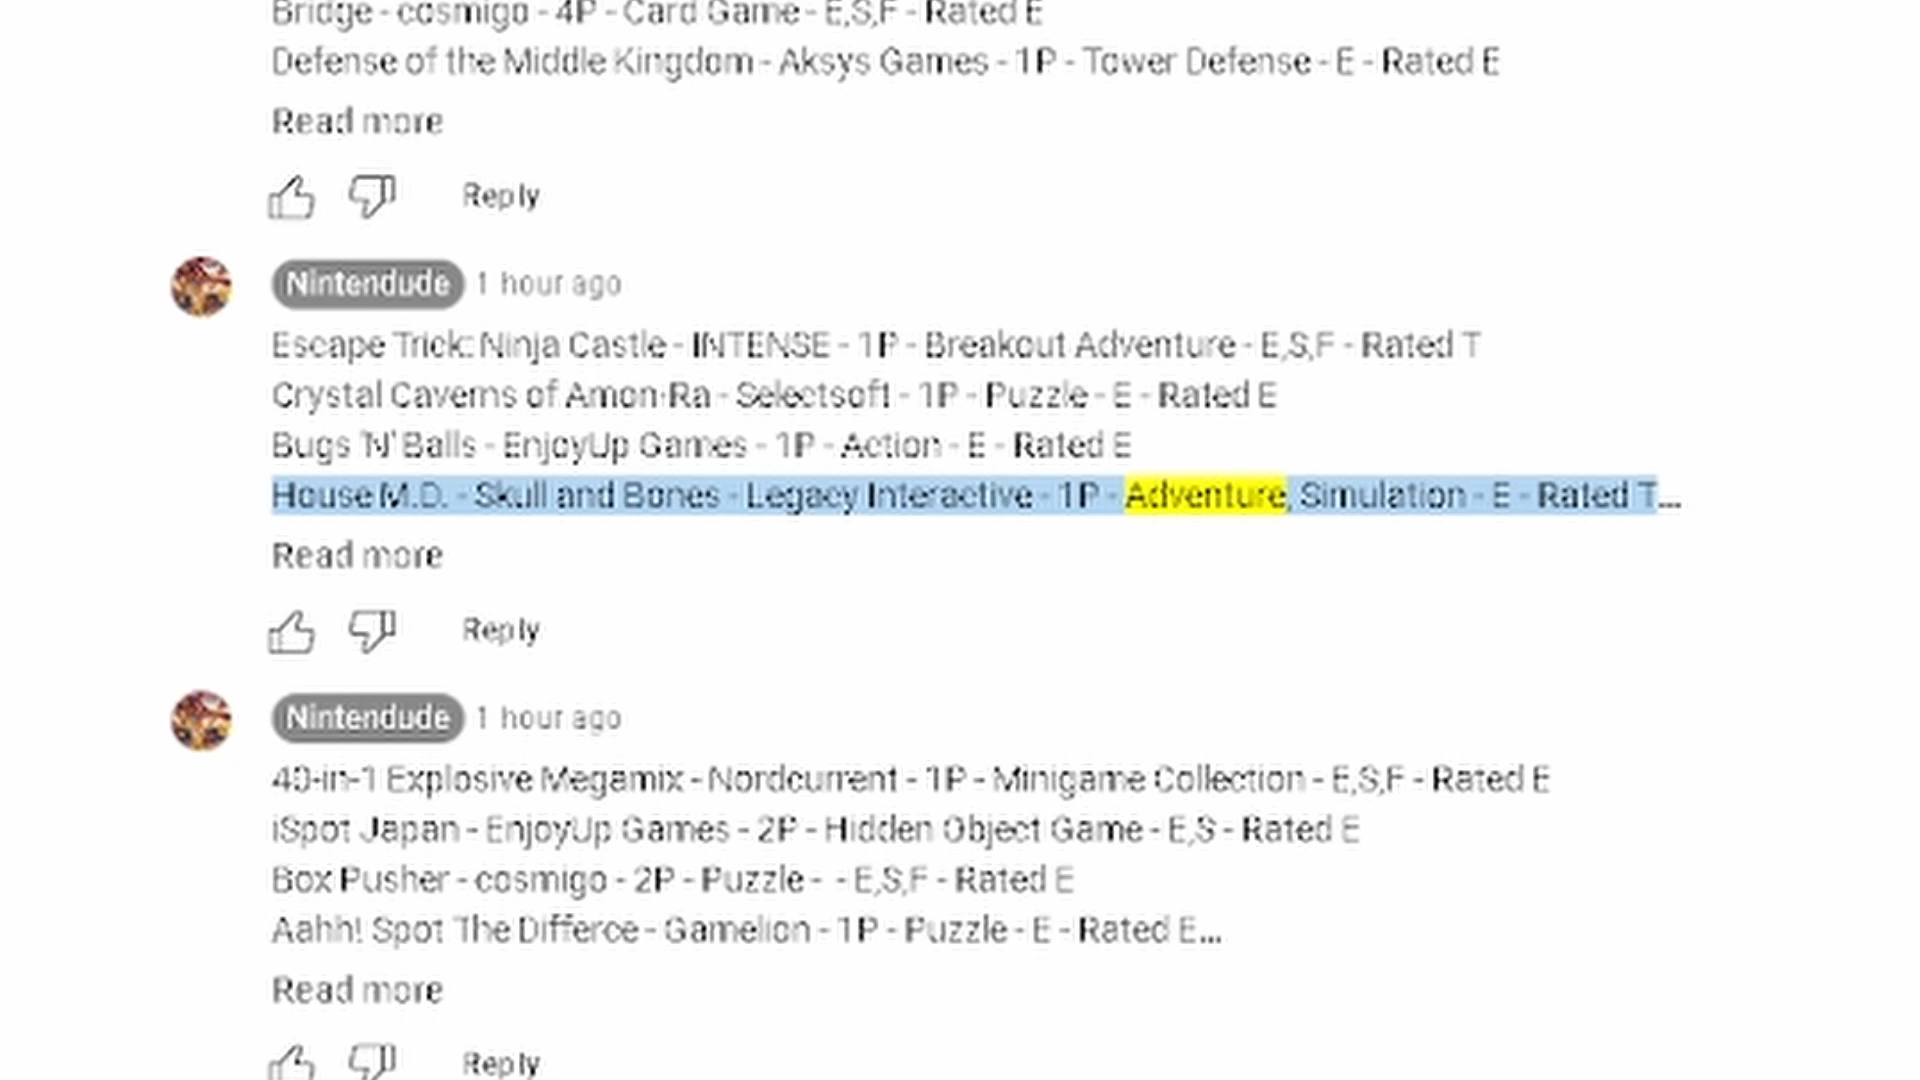 Bridge - cosmigo - 4P - Card Game - E,S,F - Rated E
Defense of the Middle Kingdom - Aksys Games - 1P - Tower Defense - E - Rated E
Read more
Reply
Nintendude 1 hour ago
Escape Trick: Ninja Castle - INTENSE - 1P - Breakout Adventure - E,S,F - Rated T
Crystal Caverns of Amon-Ra - Selectsoft - 1P - Puzzle - E - Rated E
Bugs 'N' Balls - EnjoyUp Games - 1P - Action - E - Rated E
House M.D. - Skull and Bones - Legacy Interactive - 1P - Adventure, Simulation - E - Rated T...
Read more
Reply
Nintendude 1 hour ago
40-in-1 Explosive Megamix - Nordcurrent - 1P - Minigame Collection - E,S,F - Rated E
iSpot Japan - EnjoyUp Games - 2P - Hidden Object Game - E,S - Rated E
Box Pusher - cosmigo - 2P - Puzzle - - E,S,F - Rated E
Aahh! Spot The Differce - Gamelion - 1P - Puzzle - E - Rated E...
Read more
Reply